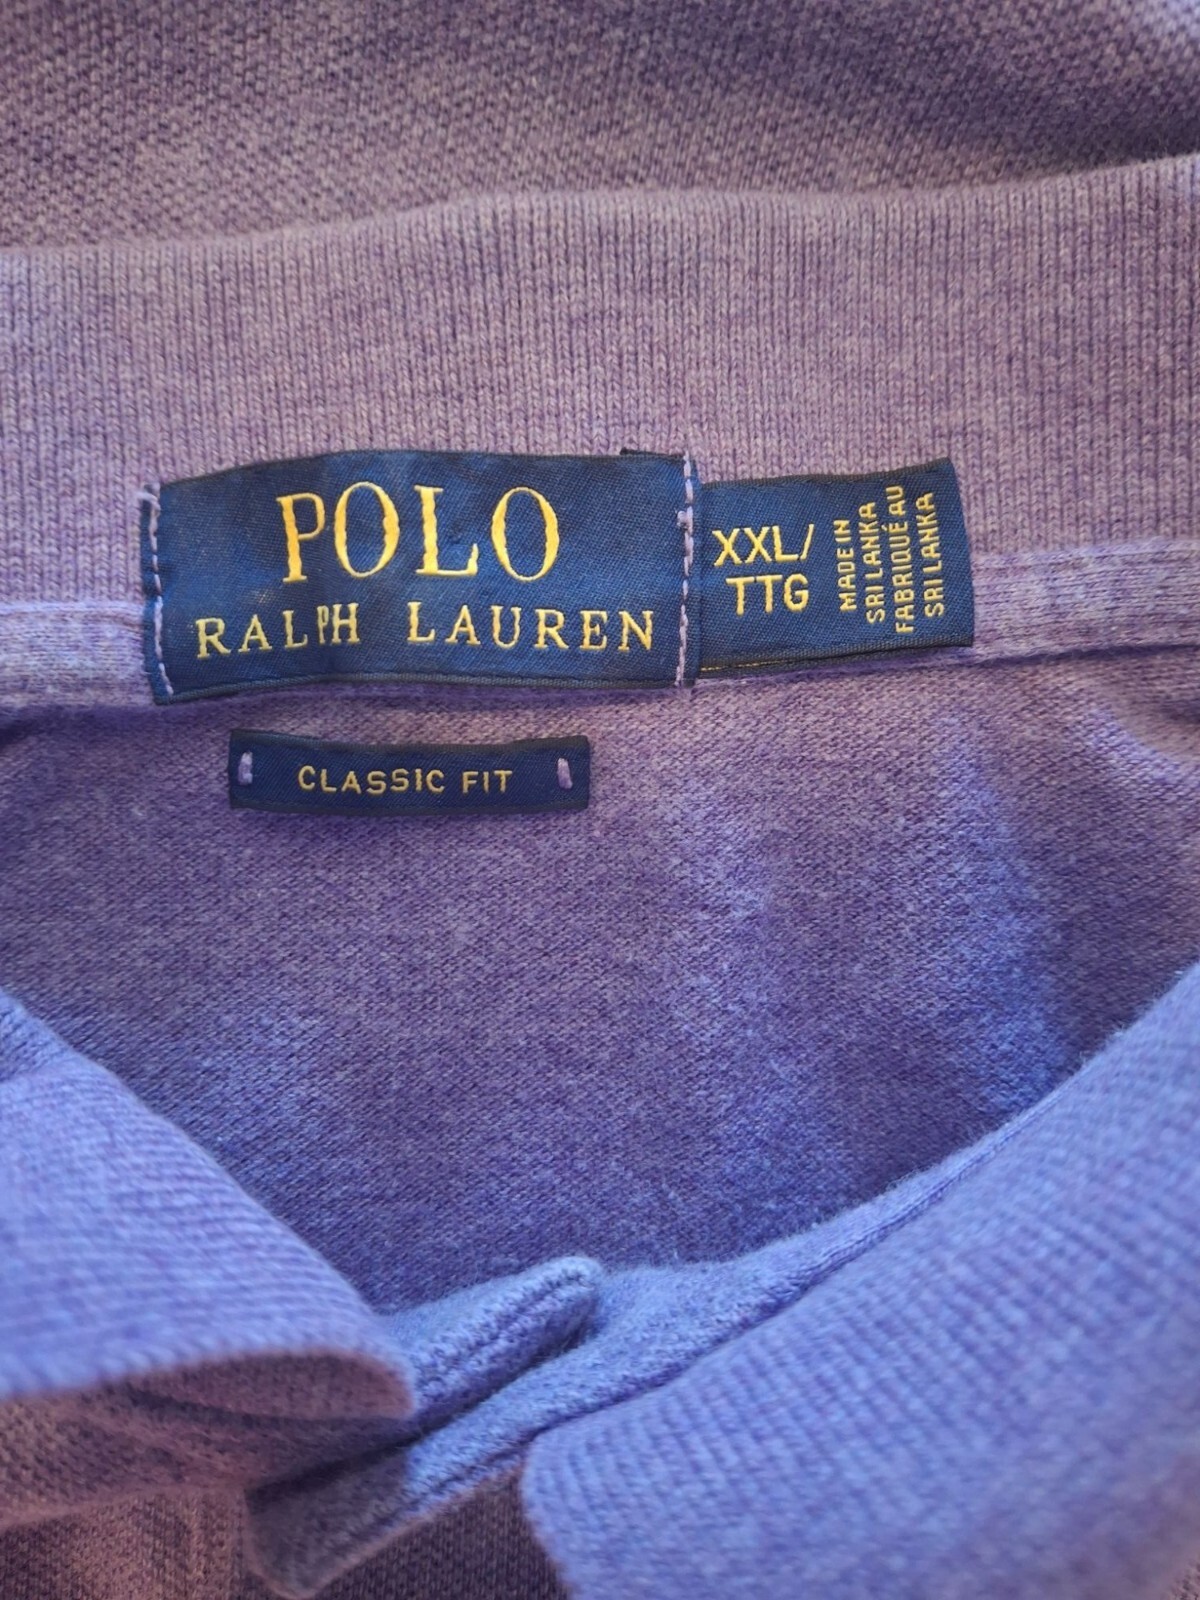 POLO
RALPH LAUREN
XXL/
TTG
MADE IN
SRI LANKA
FABRIQUÉ AU
SRI LANKA
CLASSIC FIT